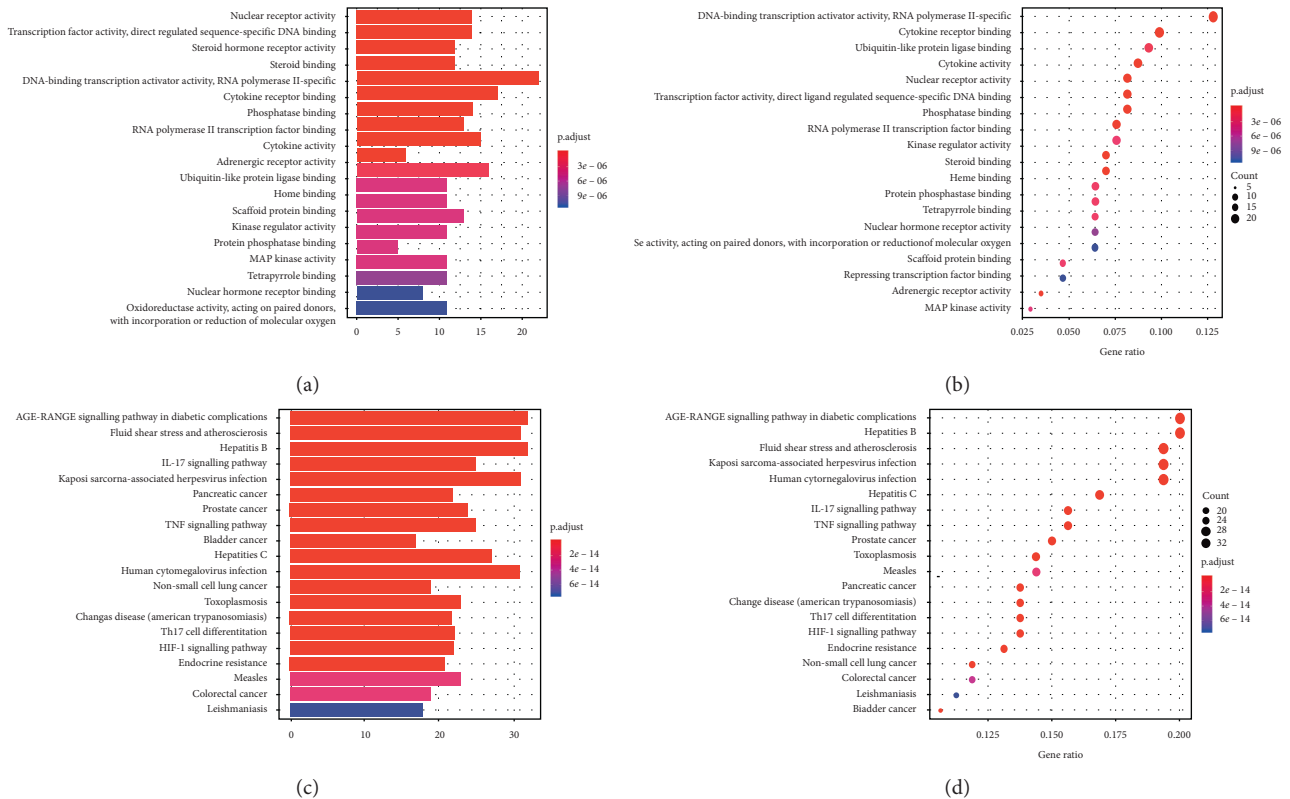 Nuclear receptor activity
Transcription factor activity, direct regulated sequence-specific DNA binding
Steroid hormone receptor activity
Steroid binding
DNA-binding transcription activator activity, RNA polymerase II-specific
Cytokine receptor binding
Phosphatase binding
RNA polymerase II transcription factor binding
Cytokine activity
Adrenergic receptor activity
Ubiquitin-like protein ligase binding
Home binding
Scaffoid protein binding
Kinase regulator activity
Protein phosphatase binding
MAP kinase activity
Tetrapyrrole binding
Nuclear hormone receptor binding
Oxidoreductase activity, acting on paired donors,
with incorporation or reduction of molecular oxygen
0 5 10 15 20
p.adjust
3e – 06
6e – 06
9e – 06
(a)
DNA-binding transcription activator activity, RNA polymerase II-specific
Cytokine receptor binding
Ubiquitin-like protein ligase binding
Cytokine activity
Nuclear receptor activity
Transcription factor activity, direct ligand regulated sequence-specific DNA binding
Phosphatase binding
RNA polymerase II transcription factor binding
Kinase regulator activity
Steroid binding
Heme binding
Protein phosphastase binding
Tetrapyrrole binding
Nuclear hormone receptor activity
Se activity, acting on paired donors, with incorporation or reductionof molecular oxygen
Scaffoid protein binding
Repressing transcription factor binding
Adrenergic receptor activity
MAP kinase activity
0.025 0.050 0.075 0.100 0.125
Gene ratio
p.adjust
3e – 06
6e – 06
9e – 06
Count
5
10
15
20
(b)
AGE-RANGE signalling pathway in diabetic complications
Fluid shear stress and atheroscierosis
Hepatitis B
IL-17 signalling pathway
Kaposi sarcorna-associated herpesvirus infection
Pancreatic cancer
Prostate cancer
TNF signalling pathway
Bladder cancer
Hepatities C
Human cytomegalovirus infection
Non-small cell lung cancer
Toxoplasmosis
Changas disease (american trypanosomiasis)
Th17 cell differentitation
HIF-1 signalling pathway
Endocrine resistance
Measles
Colorectal cancer
Leishmaniasis
0 10 20 30
p.adjust
2e – 14
4e – 14
6e – 14
(c)
AGE-RANGE signalling pathway in diabetic complications
Hepatities B
Fluid shear stress and atherosclerosis
Kaposi sarcoma-associated herpesvirus infection
Human cytornegalovirus infection
Hepatitis C
IL-17 signalling pathway
TNF signalling pathway
Prostate cancer
Toxoplasmosis
Measles
Pancreatic cancer
Change disease (american trypanosomiasis)
Th17 cell differentitation
HIF-1 signalling pathway
Endocrine resistance
Non-small cell lung cancer
Colorectal cancer
Leishmaniasis
Biadder cancer
0.125 0.150 0.175 0.200
Gene ratio
Count
20
24
28
32
p.adjust
2e – 14
4e – 14
6e – 14
(d)